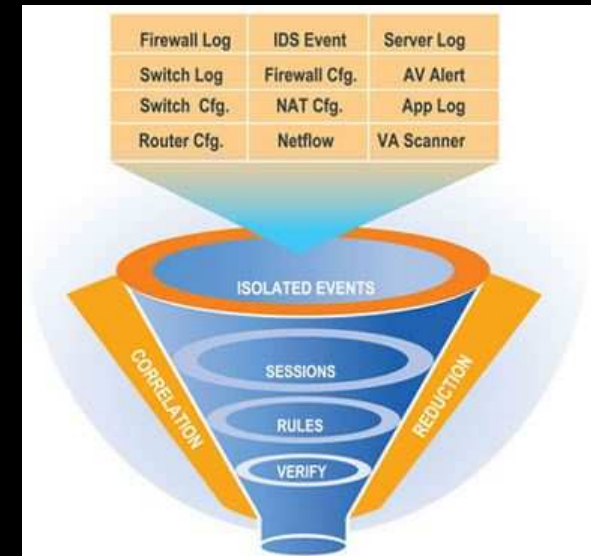 Firewall Log IDS Event Server Log
Switch Log Firewall Cfg. AV Alert
Switch Cfg. NAT Cfg. App Log
Router Cfg. Netflow VA Scanner
ISOLATED EVENTS
CORRELATION
REDUCTION
SESSIONS
RULES
VERIFY